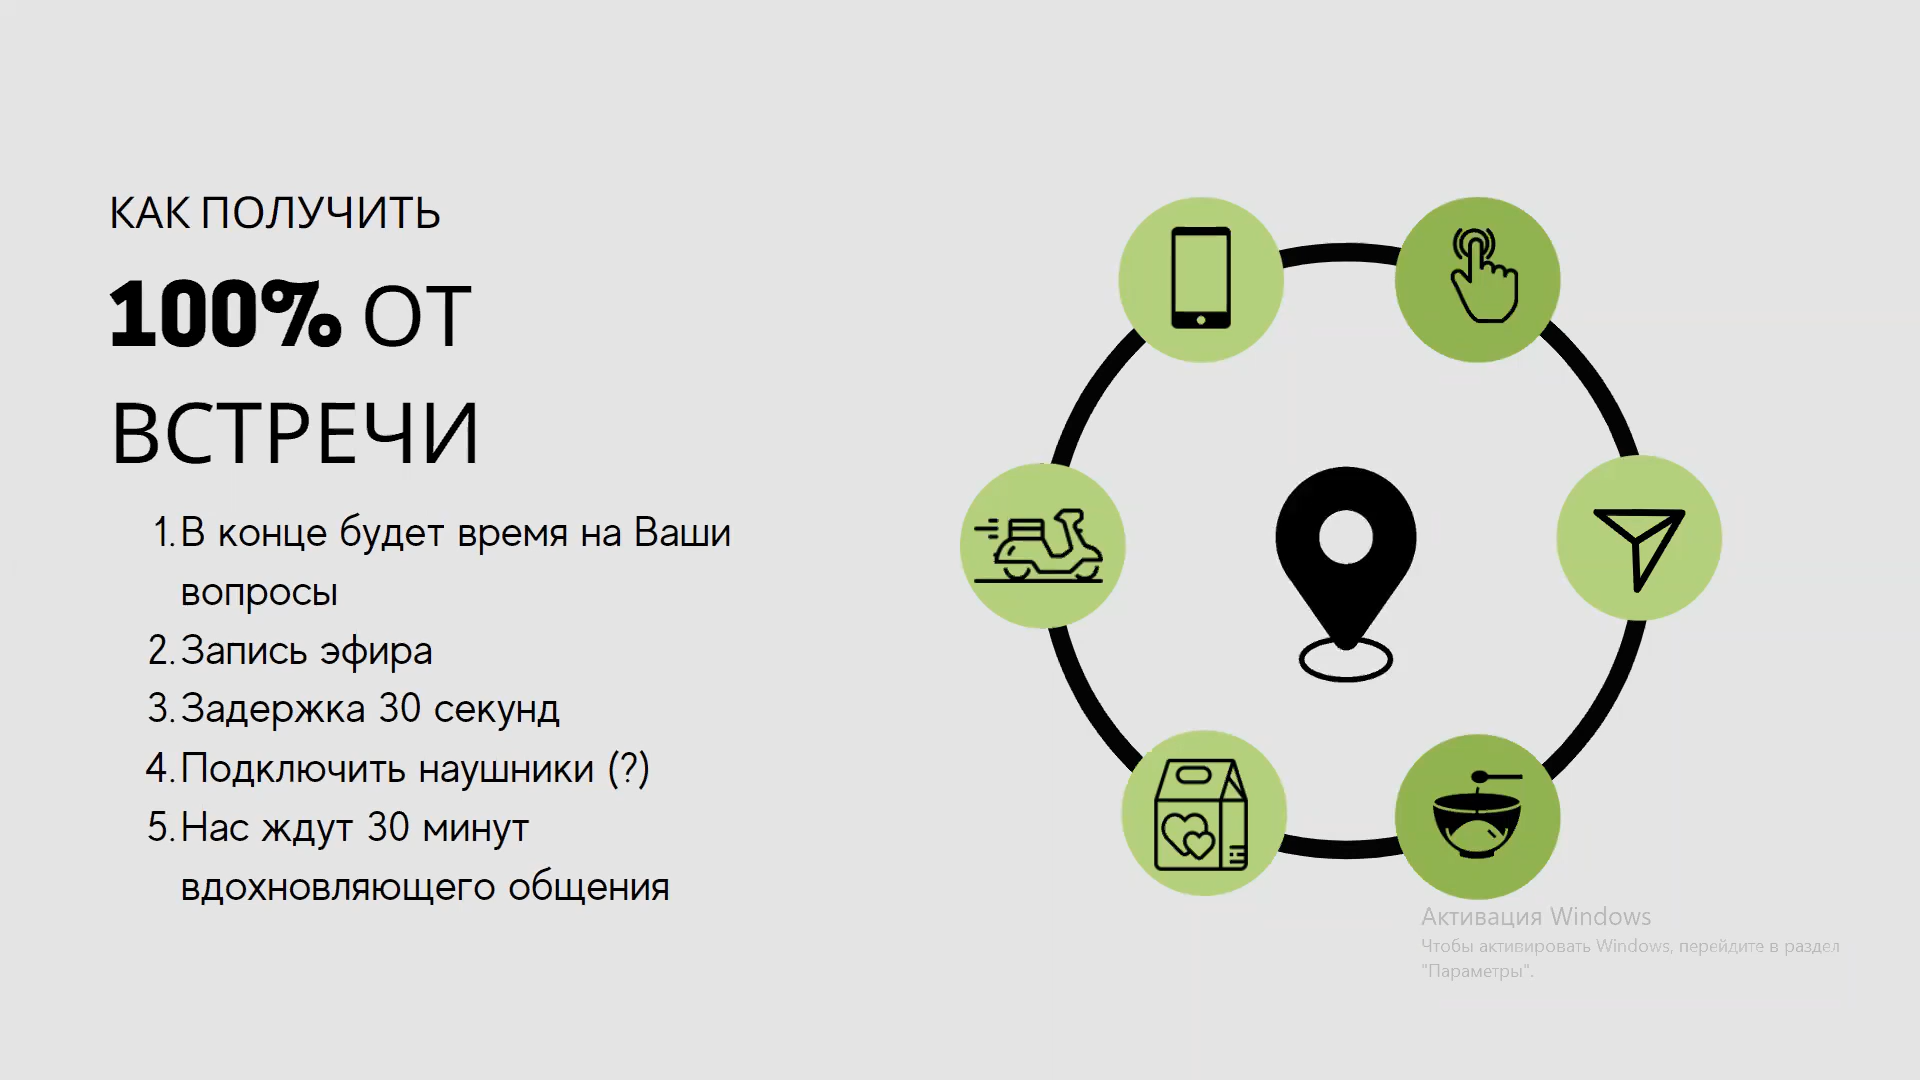 КАК ПОЛУЧИТЬ
100% ОТ
ВСТРЕЧИ
1. В конце будет время на Ваши
вопросы
2. Запись эфира
3. Задержка 30 секунд
4. Подключить наушники (?)
5. Нас ждут 30 минут
вдохновляющего общения
Активация Windows
Чтобы активировать Windows, перейдите в раздел
"Параметры".